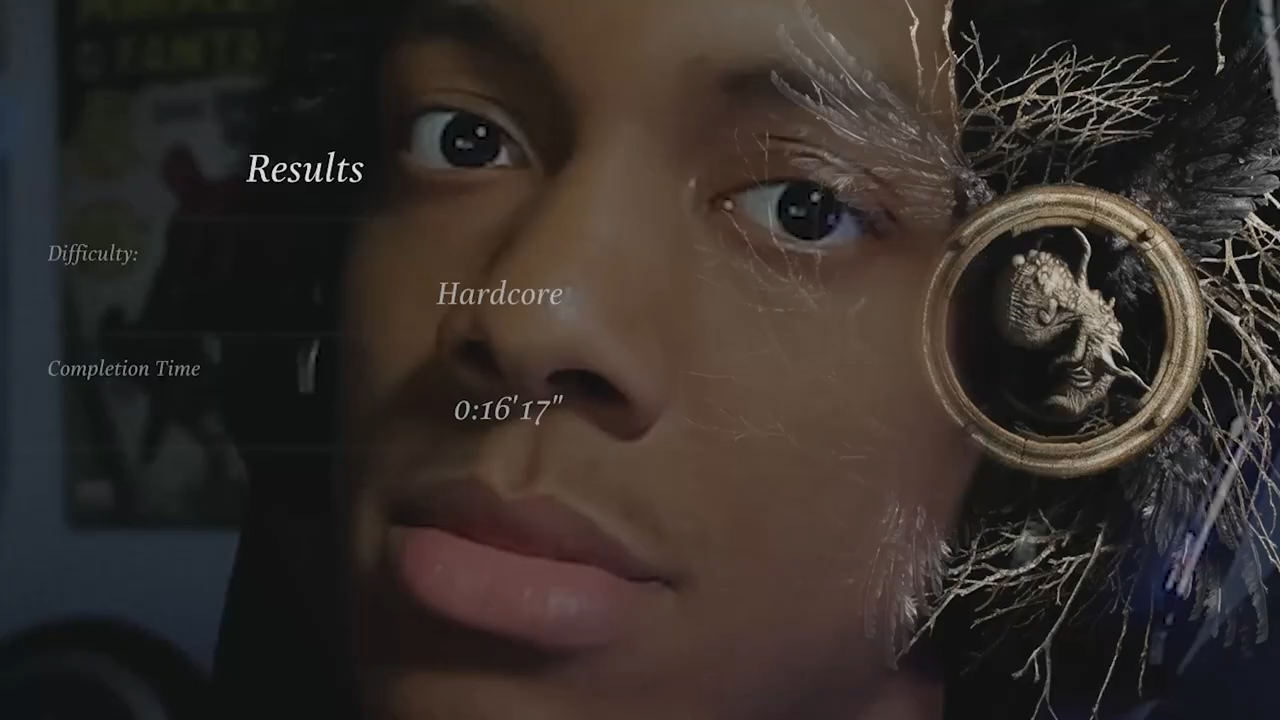 Results
Difficulty:
Hardcore
Completion Time
0:16'17"